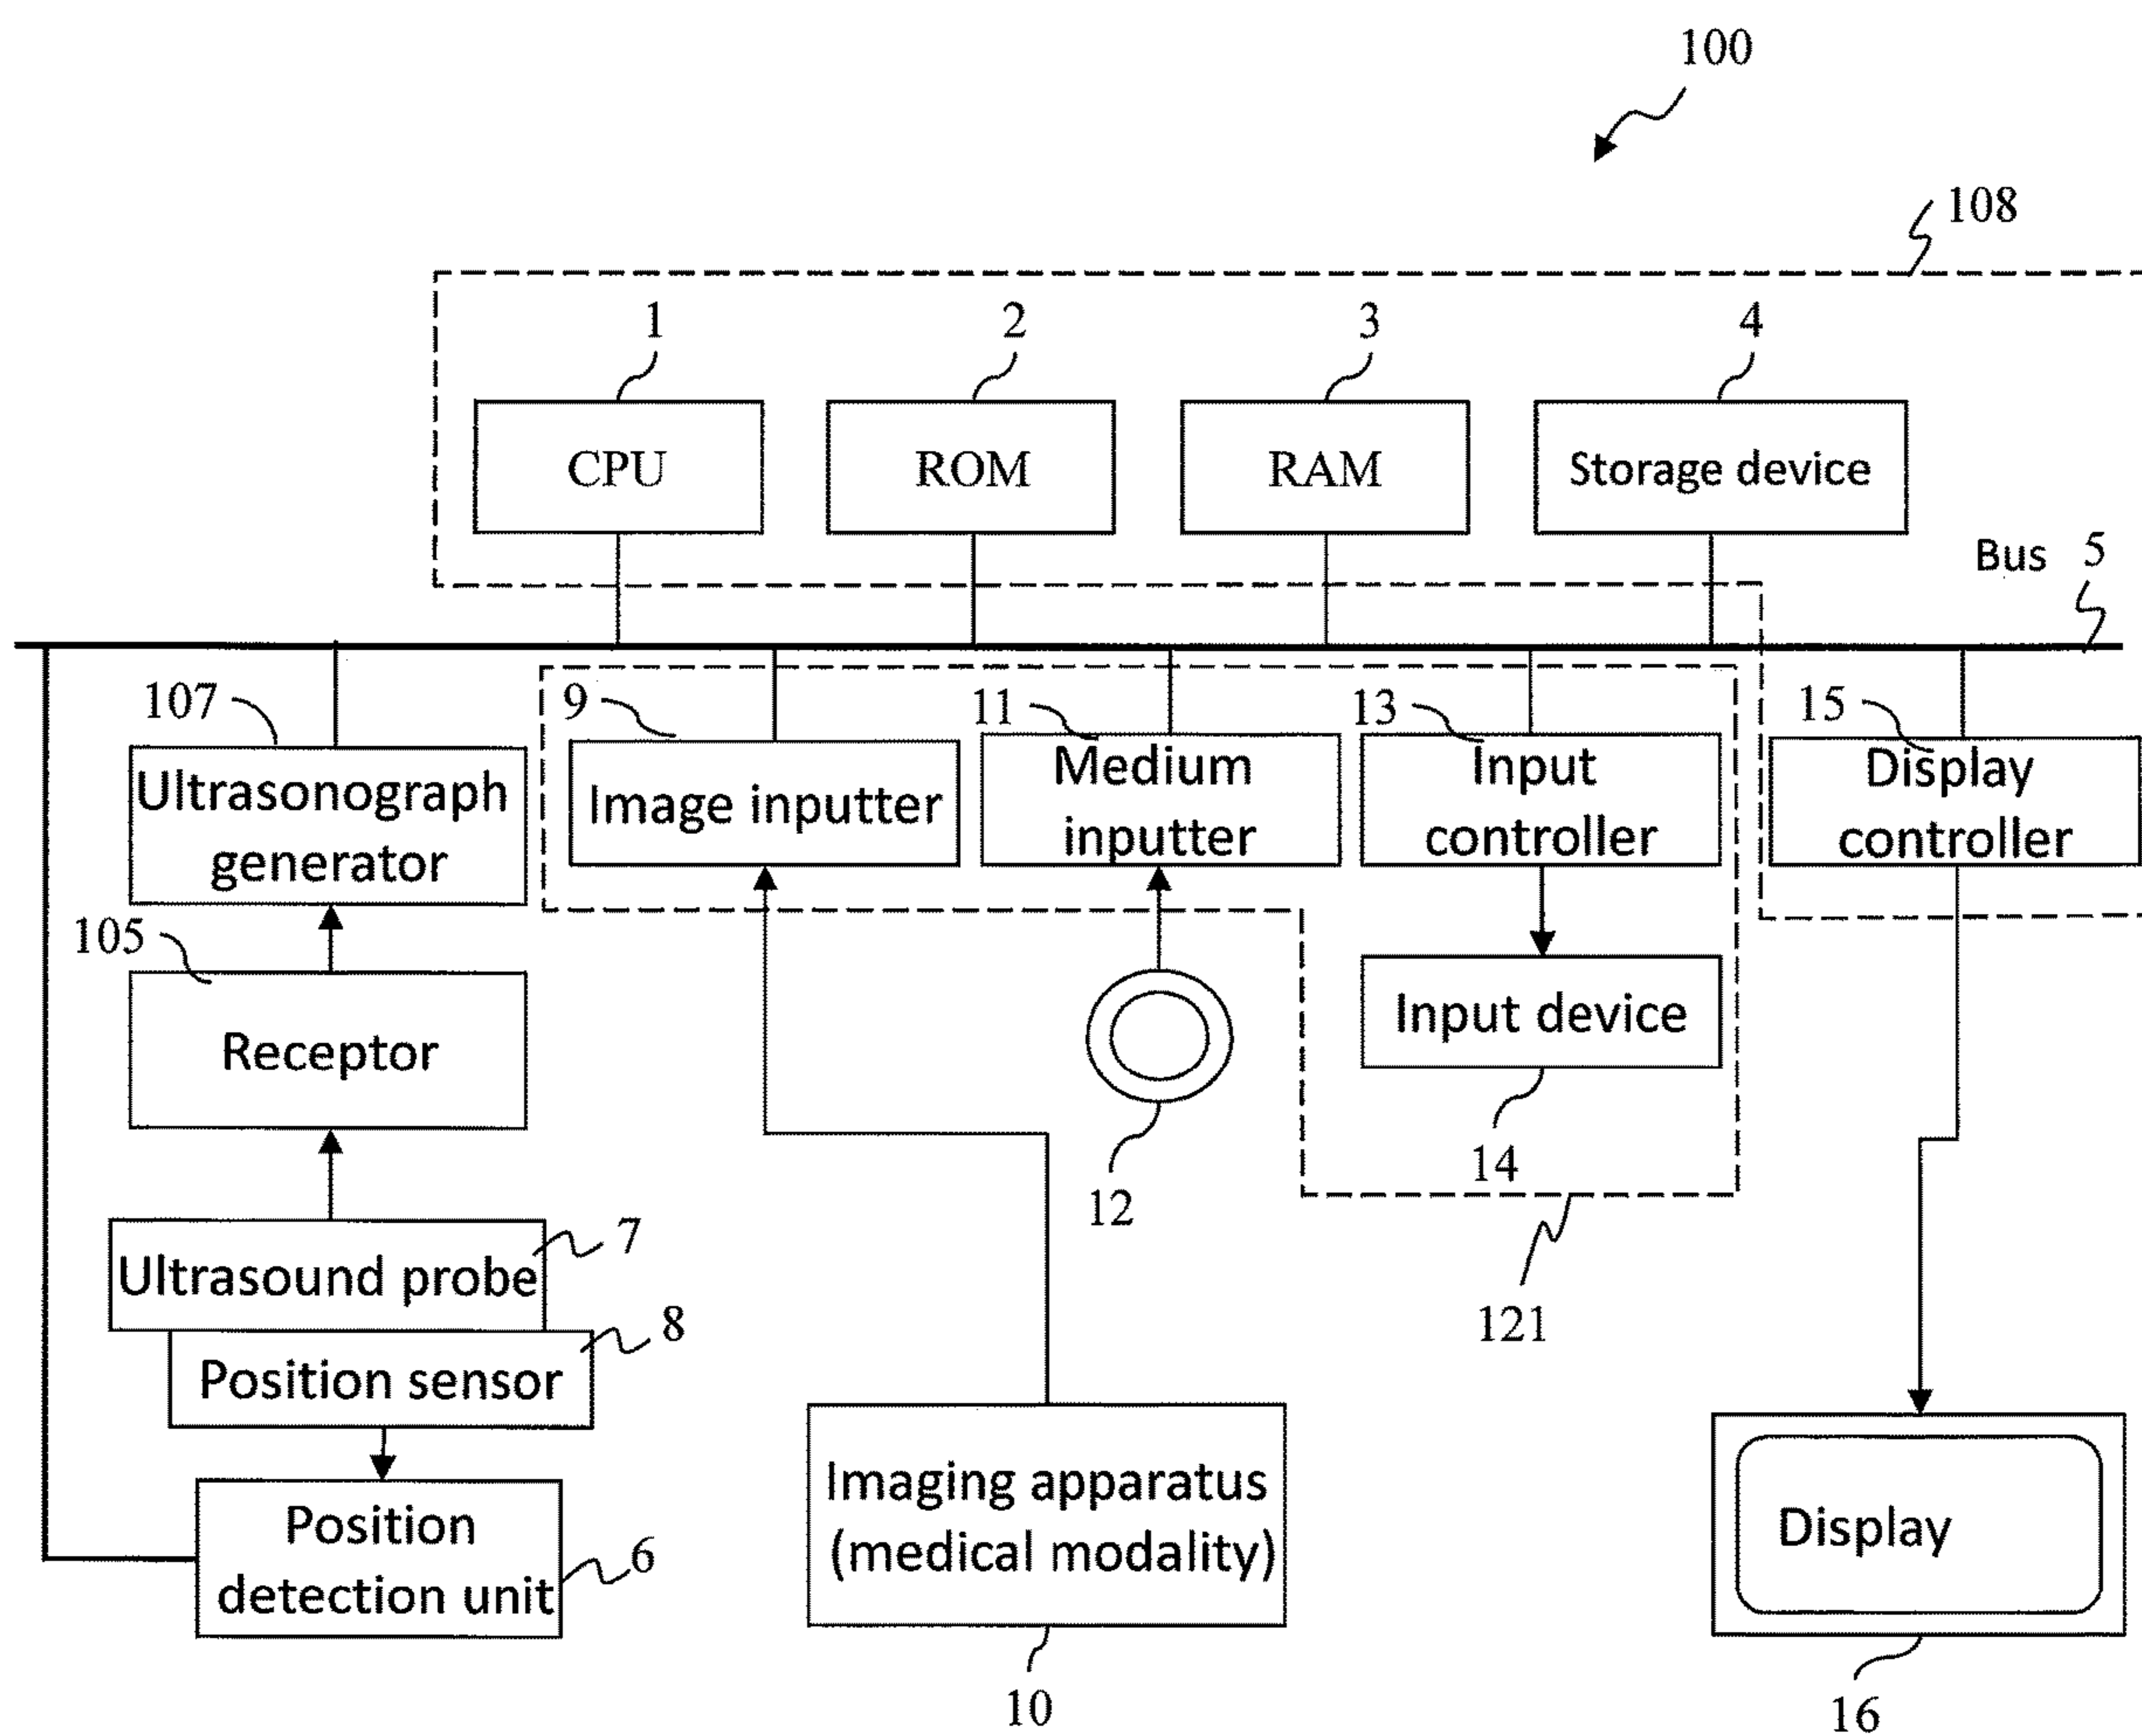 100
108
1
2
3
4
CPU
ROM
RAM
Storage device
Bus 5
107
9
11
13
15
Ultrasonograph
generator
Image inputter
Medium
inputter
Input
controller
Display
controller
105
Receptor
Input device
12
14
121
Ultrasound probe
7
Position sensor
8
Position
detection unit
6
Imaging apparatus
(medical modality)
10
Display
16